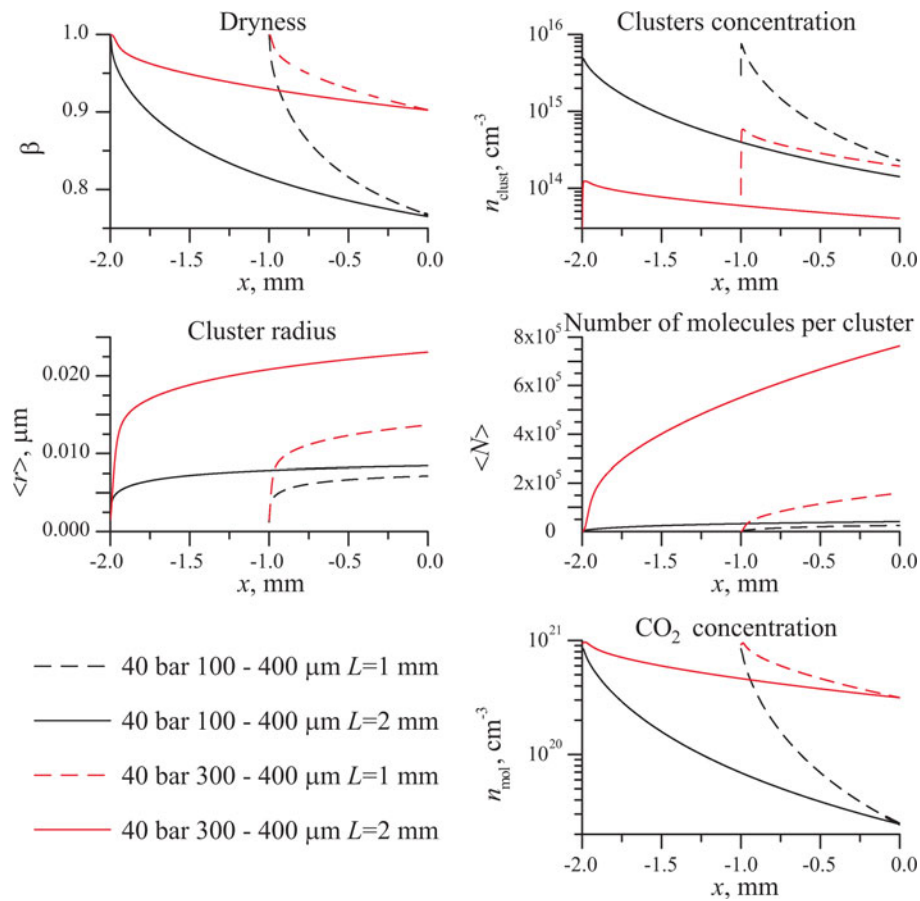 Dryness
1.0
0.9
0.8
β
-2.0 -1.5 -1.0 -0.5 0.0
x, mm
Clusters concentration
10^16
10^15
10^14
n_clust, cm^-3
-2.0 -1.5 -1.0 -0.5 0.0
x, mm
Cluster radius
0.020
0.010
0.000
<r>, μm
-2.0 -1.5 -1.0 -0.5 0.0
x, mm
Number of molecules per cluster
8x10^5
6x10^5
4x10^5
2x10^5
0
<N>
-2.0 -1.5 -1.0 -0.5 0.0
x, mm
40 bar 100 - 400 μm L=1 mm
40 bar 100 - 400 μm L=2 mm
40 bar 300 - 400 μm L=1 mm
40 bar 300 - 400 μm L=2 mm
CO₂ concentration
10^21
10^20
n_mol, cm^-3
-2.0 -1.5 -1.0 -0.5 0.0
x, mm